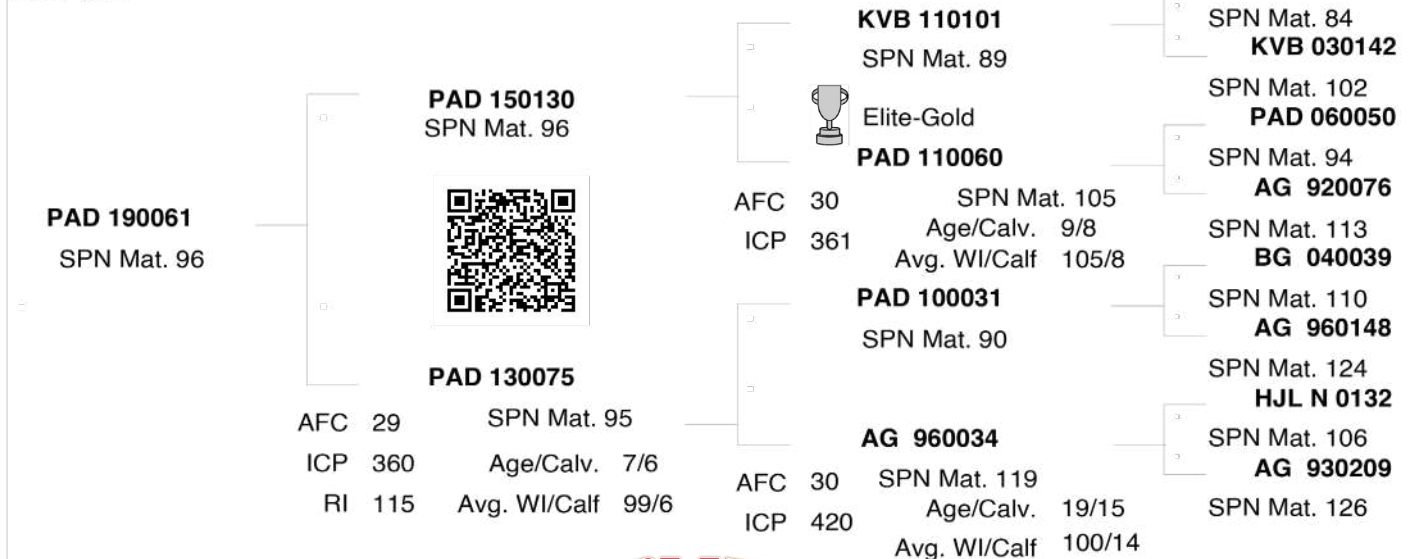 PAD 190061
SPN Mat. 96
PAD 150130
SPN Mat. 96
PAD 130075
AFC 29 SPN Mat. 95
ICP 360 Age/Calv. 7/6
RI 115 Avg. WI/Calf 99/6
KVB 110101
SPN Mat. 89
Elite-Gold
PAD 110060
AFC 30 SPN Mat. 105
ICP 361 Age/Calv. 9/8
Avg. WI/Calf 105/8
PAD 100031
SPN Mat. 90
AG 960034
AFC 30 SPN Mat. 119
ICP 420 Age/Calv. 19/15
Avg. WI/Calf 100/14
SPN Mat. 84
KVB 030142
SPN Mat. 102
PAD 060050
SPN Mat. 94
AG 920076
SPN Mat. 113
BG 040039
SPN Mat. 110
AG 960148
SPN Mat. 124
HJL N 0132
SPN Mat. 106
AG 930209
SPN Mat. 126